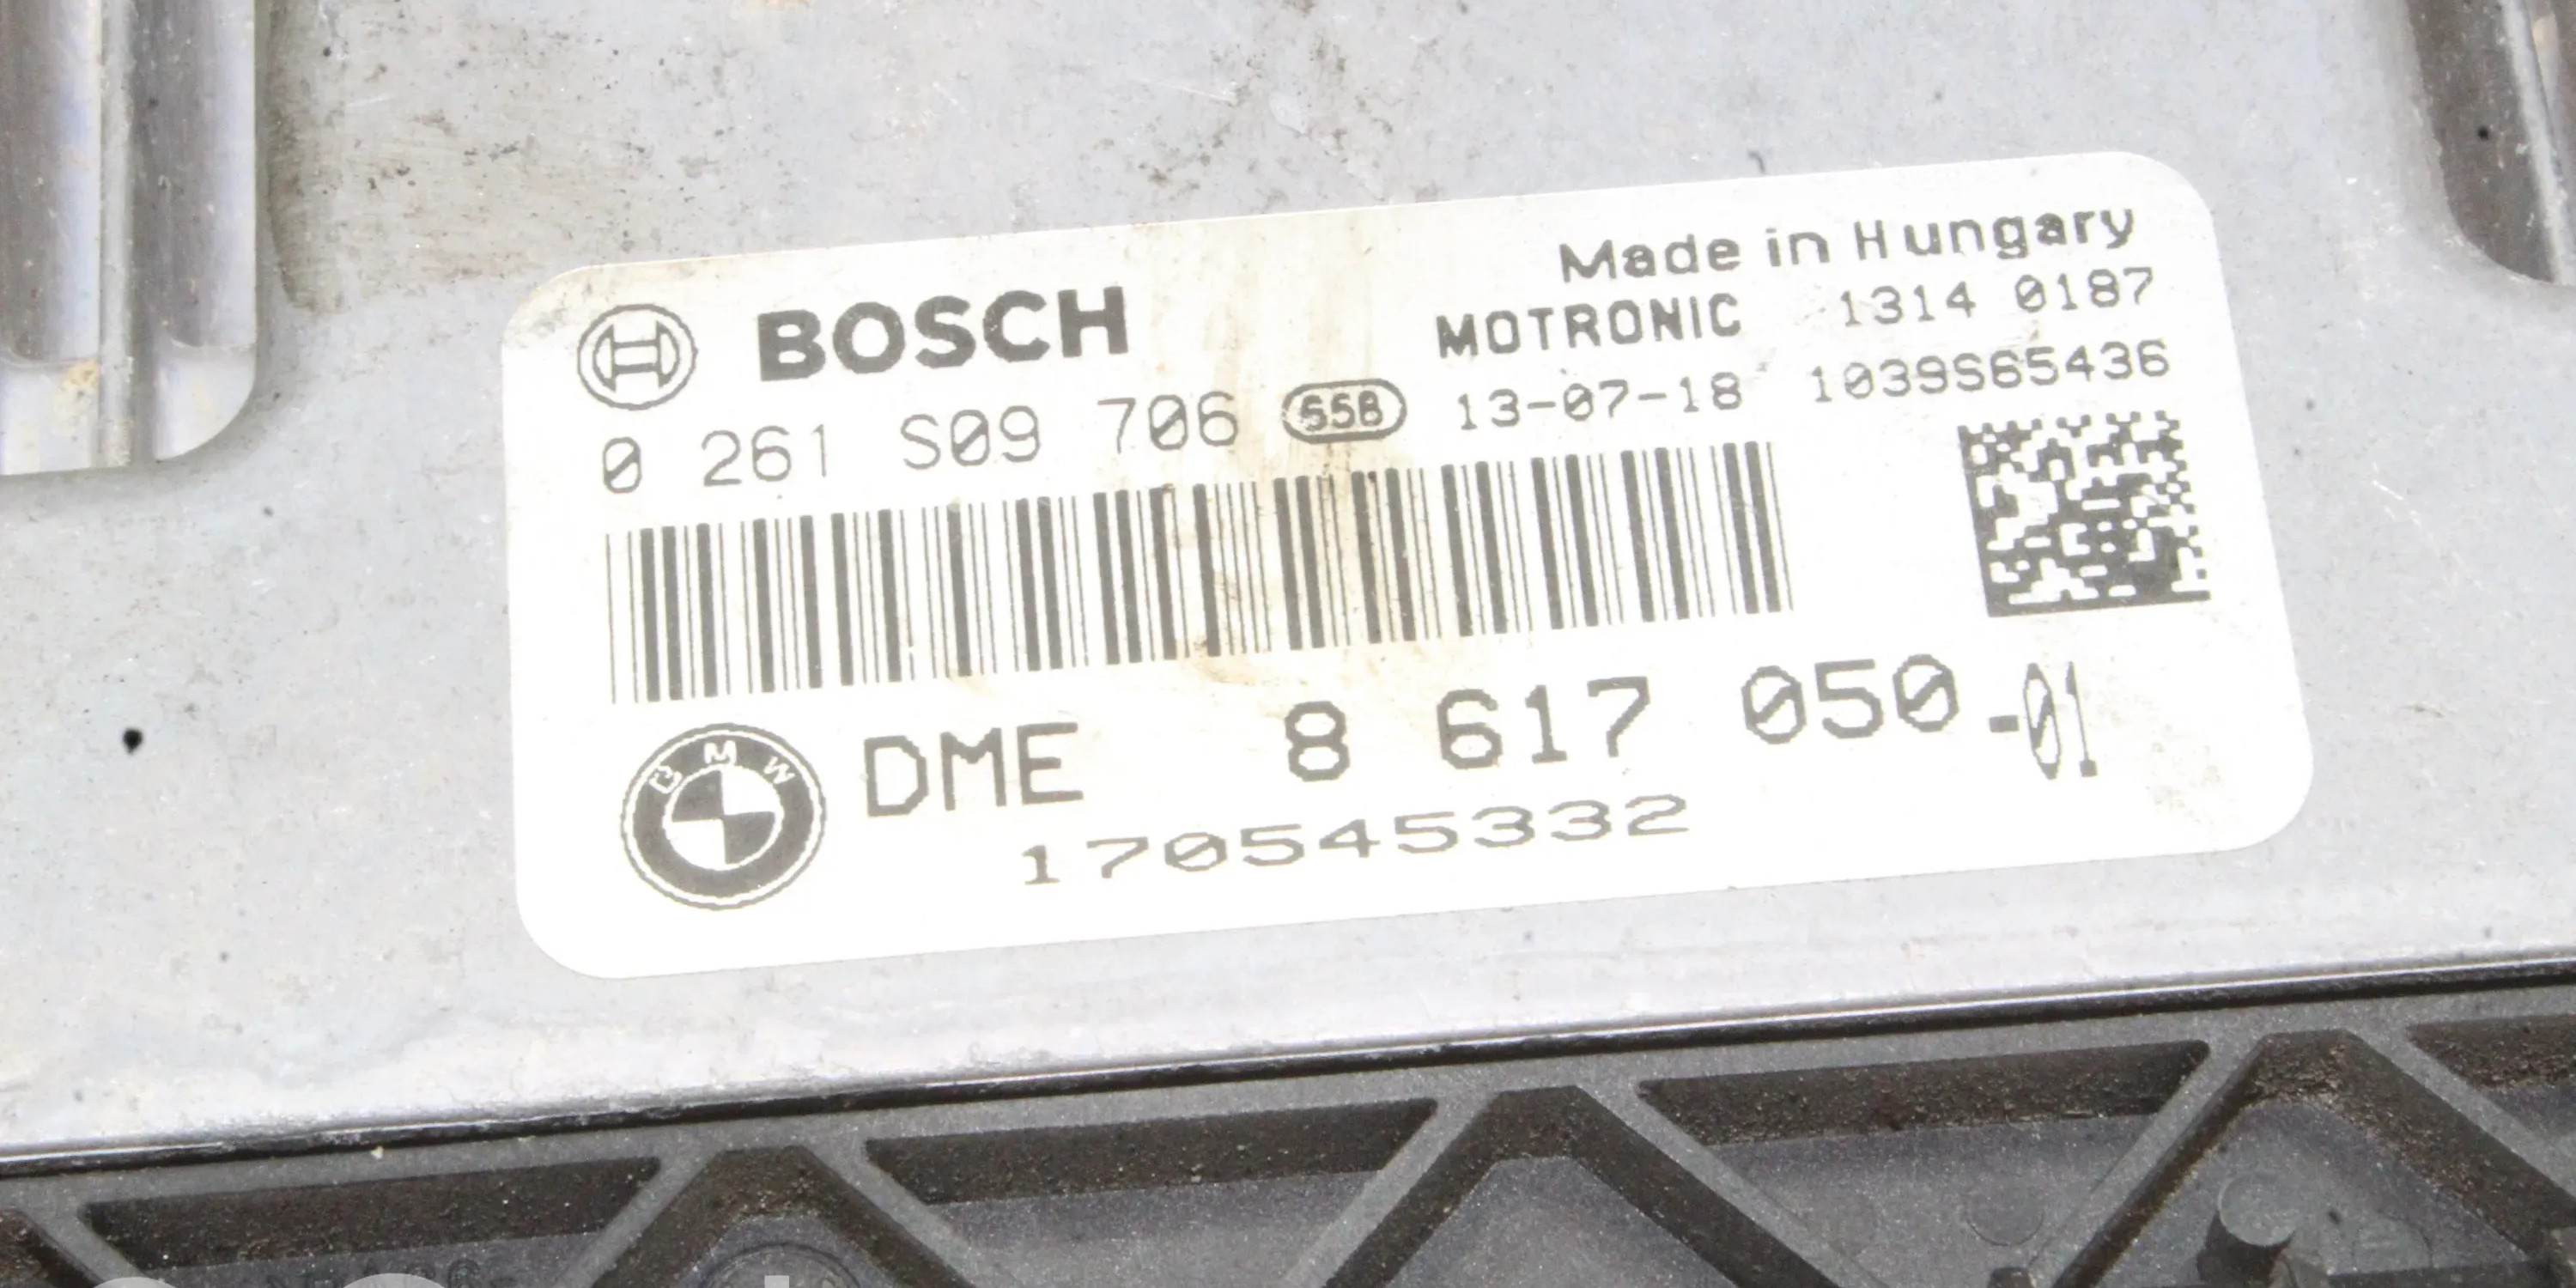 Made in Hungary
BOSCH MOTRONIC 1314 0187
0 261 S09 706 13-07-18 1039S65436
BMW DME 8 617 050-01
170545332